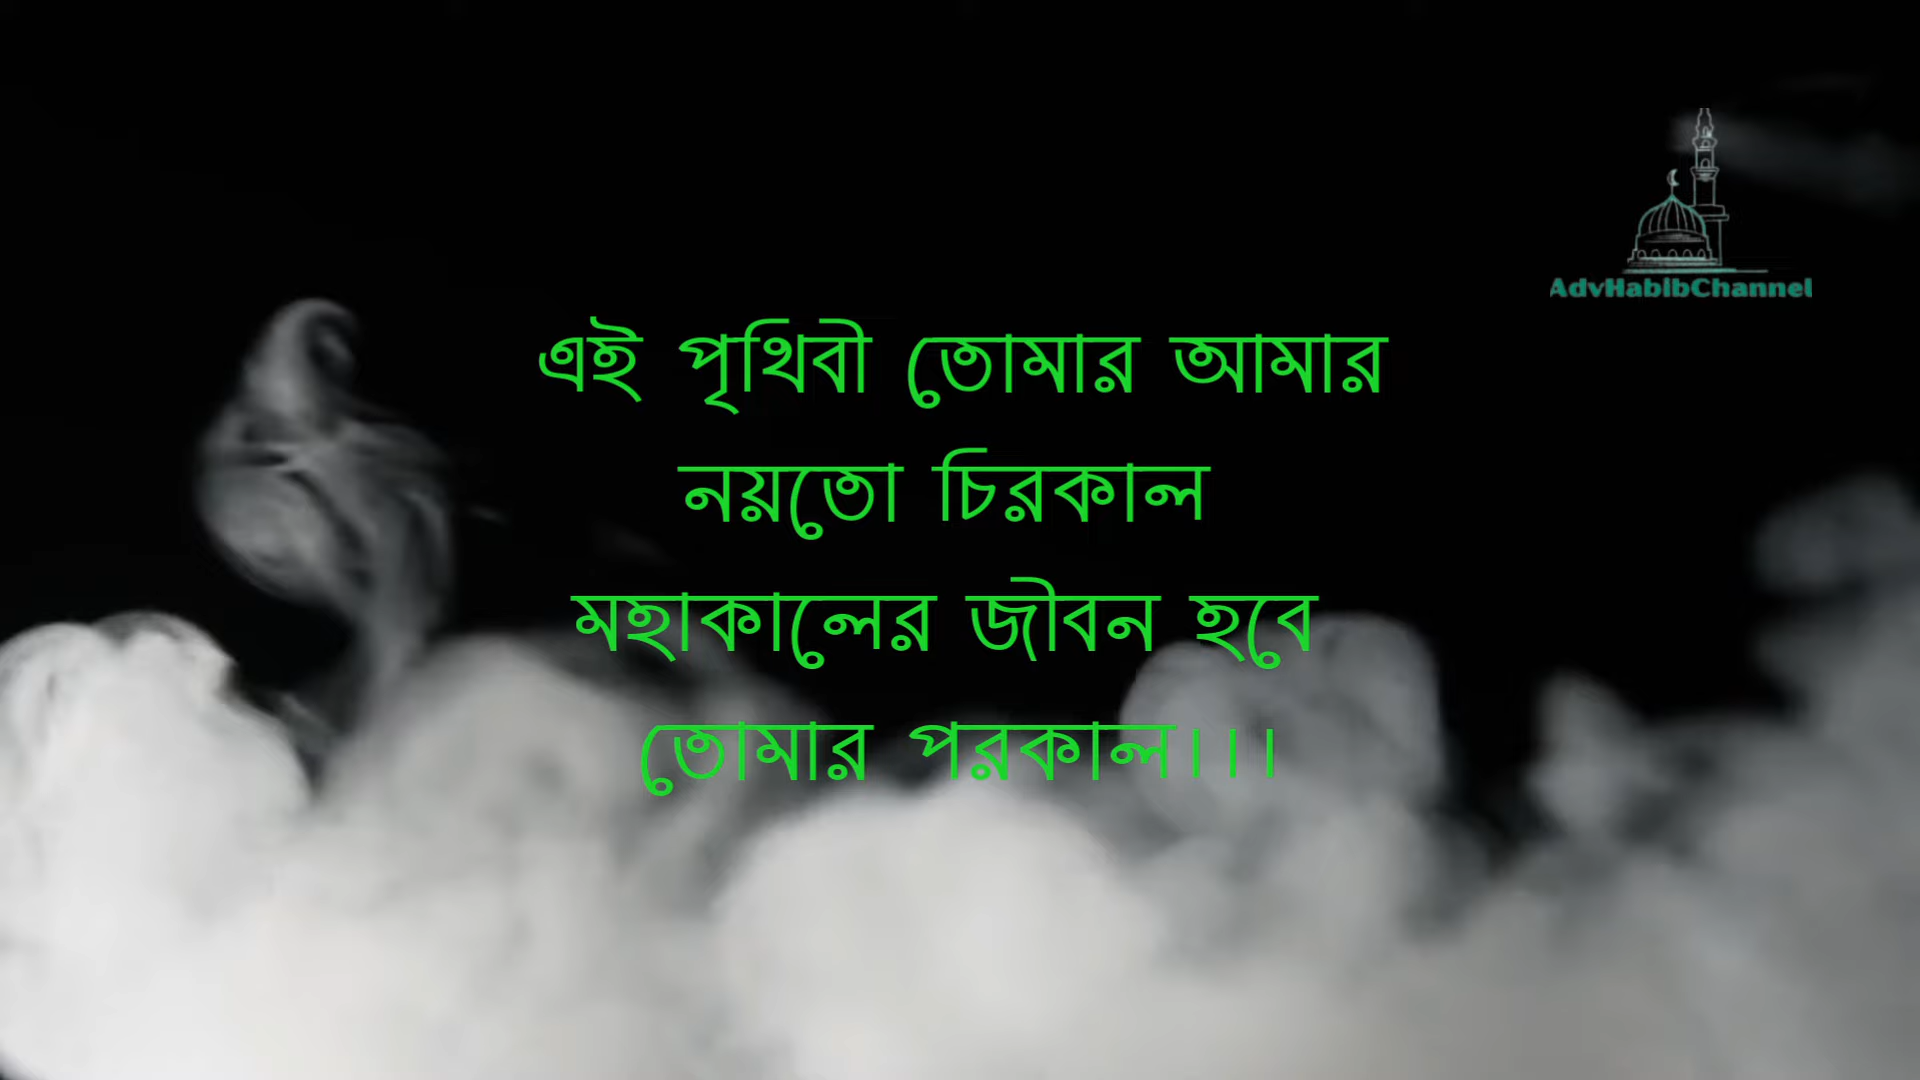 AdvHabibChannel
এই পৃথিবী তোমার আমার
নয়তো চিরকাল
মহাকালের জীবন হবে
তোমার পরকাল।।।